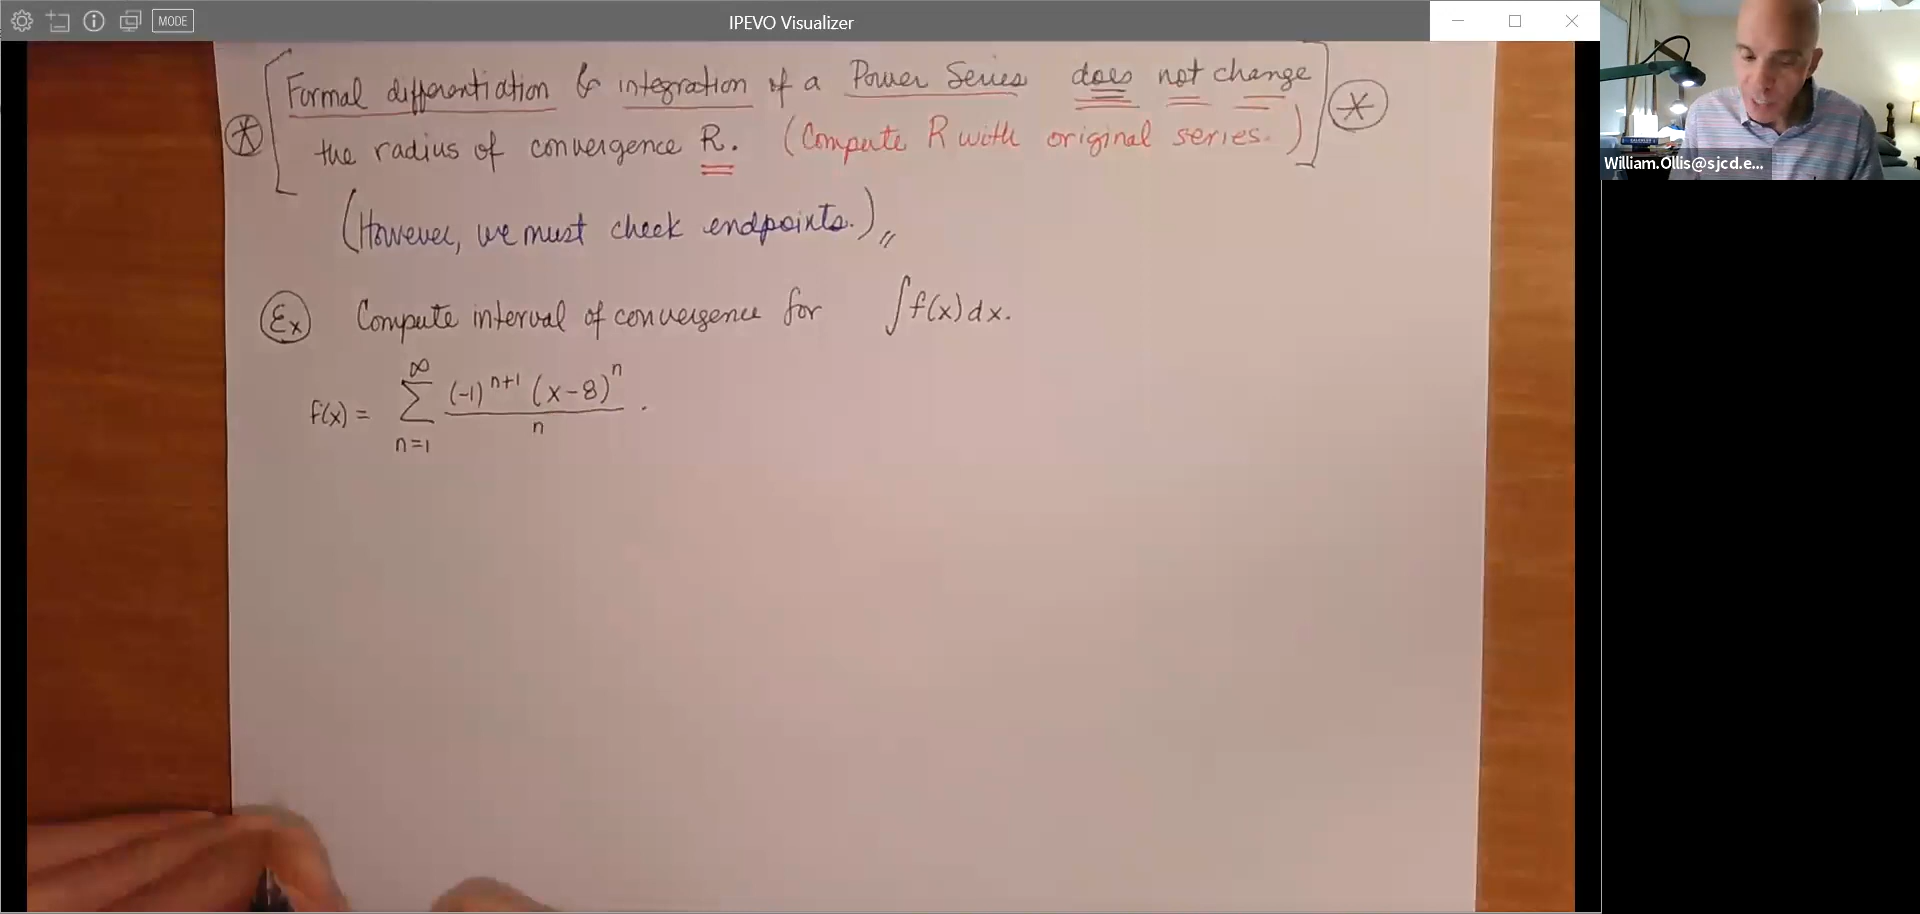 MODE
IPEVO Visualizer
Formal differentiation & integration of a Power Series does not change
the radius of convergence R. (Compute R with original series.)
(However, we must check endpoints.)
Ex Compute interval of convergence for ∫f(x)dx.
f(x) = ∑_{n=1}^{∞} \frac{(-1)^{n+1} (x-8)^n}{n} .
William.Ollis@sjcd.e...